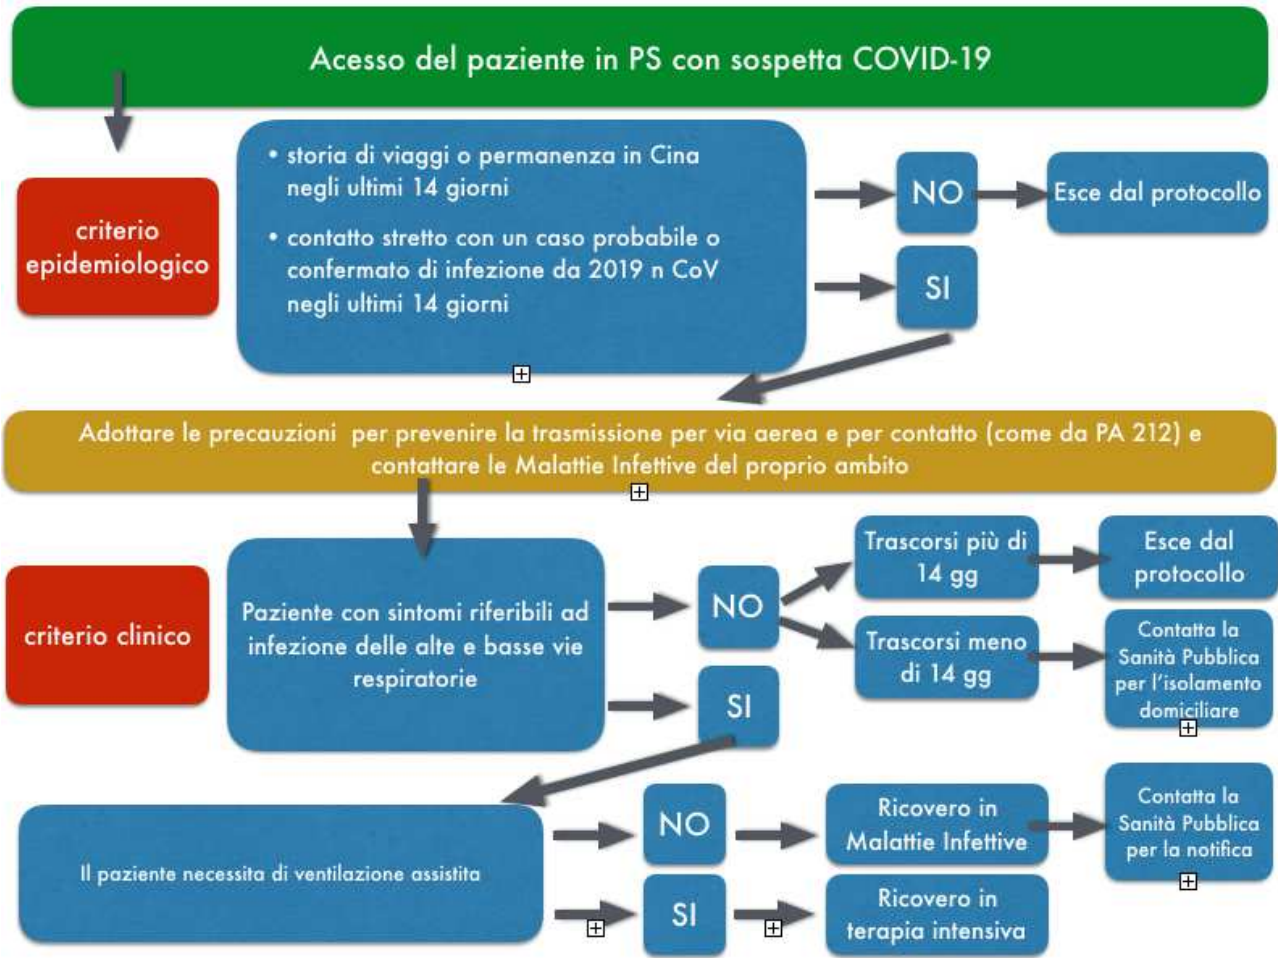 Acesso del paziente in PS con sospetta COVID-19
criterio
epidemiologico
• storia di viaggi o permanenza in Cina
negli ultimi 14 giorni
• contatto stretto con un caso probabile o
confermato di infezione da 2019 n CoV
negli ultimi 14 giorni
NO
Esce dal protocollo
SI
Adottare le precauzioni per prevenire la trasmissione per via aerea e per contatto (come da PA 212) e
contattare le Malattie Infettive del proprio ambito
criterio clinico
Paziente con sintomi riferibili ad
infezione delle alte e basse vie
respiratorie
NO
Trascorsi più di
14 gg
Esce dal
protocollo
Trascorsi meno
di 14 gg
Contatta la
Sanità Pubblica
per l'isolamento
domiciliare
SI
Il paziente necessita di ventilazione assistita
NO
Ricovero in
Malattie Infettive
Contatta la
Sanità Pubblica
per la notifica
SI
Ricovero in
terapia intensiva